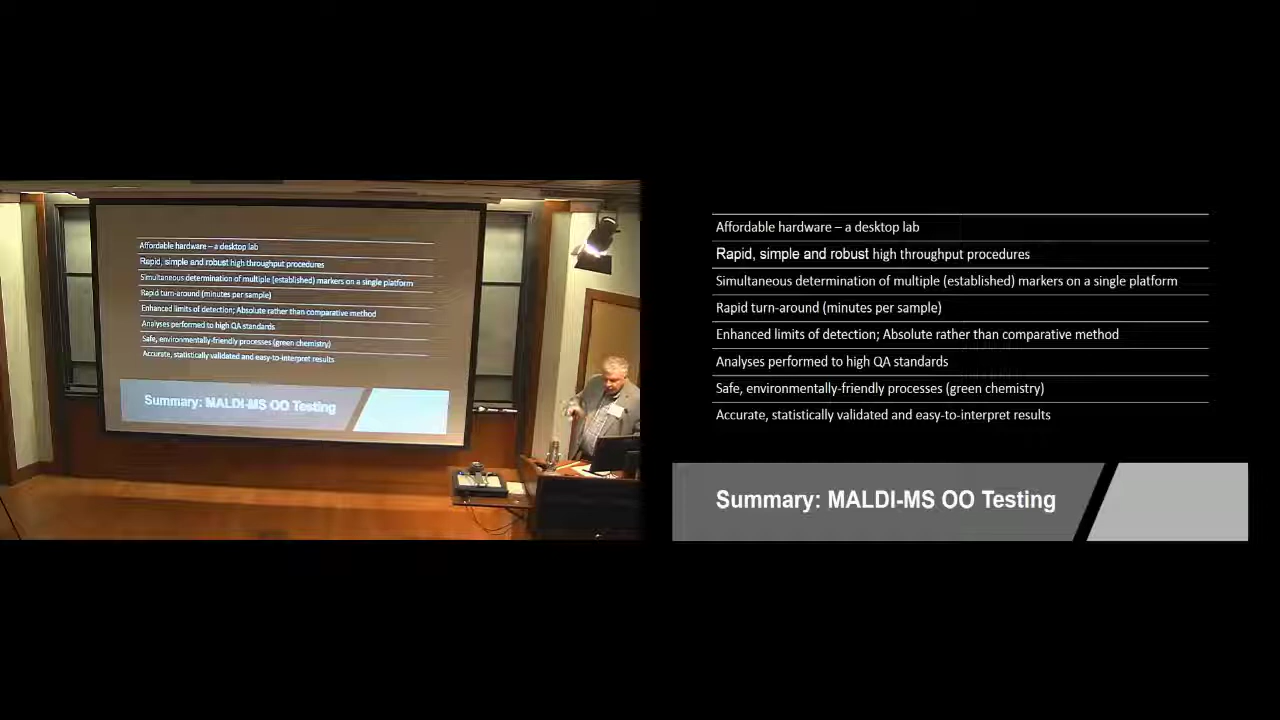 Affordable hardware – a desktop lab
Rapid, simple and robust high throughput procedures
Simultaneous determination of multiple (established) markers on a single platform
Rapid turn-around (minutes per sample)
Enhanced limits of detection; Absolute rather than comparative method
Analyses performed to high QA standards
Safe, environmentally-friendly processes (green chemistry)
Accurate, statistically validated and easy-to-interpret results
Summary: MALDI-MS OO Testing
Affordable hardware – a desktop lab
Rapid, simple and robust high throughput procedures
Simultaneous determination of multiple (established) markers on a single platform
Rapid turn-around (minutes per sample)
Enhanced limits of detection; Absolute rather than comparative method
Analyses performed to high QA standards
Safe, environmentally-friendly processes (green chemistry)
Accurate, statistically validated and easy-to-interpret results
Summary: MALDI-MS OO Testing